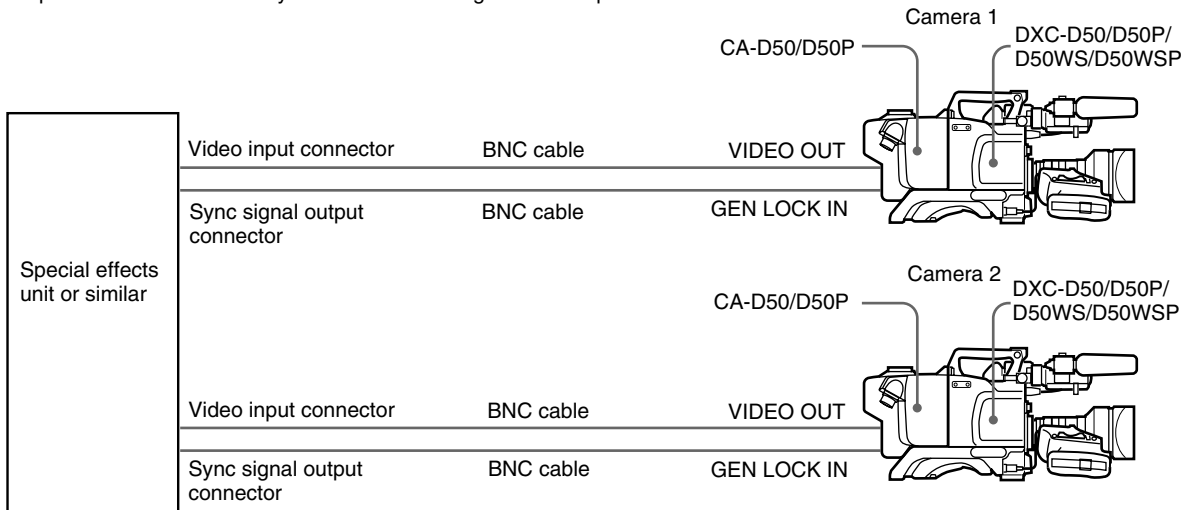 Camera 1
CA-D50/D50P
DXC-D50/D50P/
D50WS/D50WSP
Video input connector
BNC cable
VIDEO OUT
Sync signal output
connector
BNC cable
GEN LOCK IN
Special effects
unit or similar
Camera 2
CA-D50/D50P
DXC-D50/D50P/
D50WS/D50WSP
Video input connector
BNC cable
VIDEO OUT
Sync signal output
connector
BNC cable
GEN LOCK IN